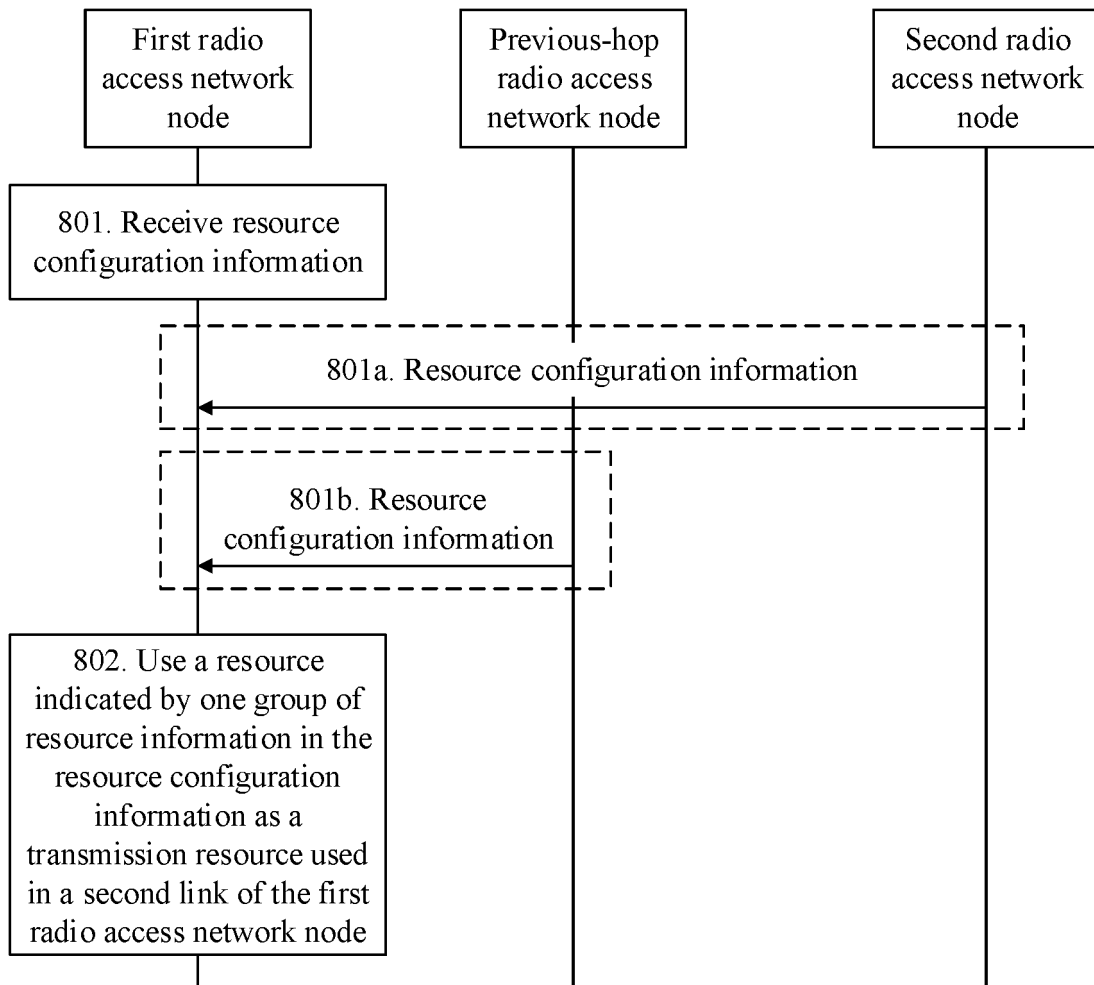 First radio
access network
node
Previous-hop
radio access
network node
Second radio
access network
node
801. Receive resource
configuration information
801a. Resource configuration information
801b. Resource
configuration information
802. Use a resource
indicated by one group of
resource information in the
resource configuration
information as a
transmission resource used
in a second link of the first
radio access network node